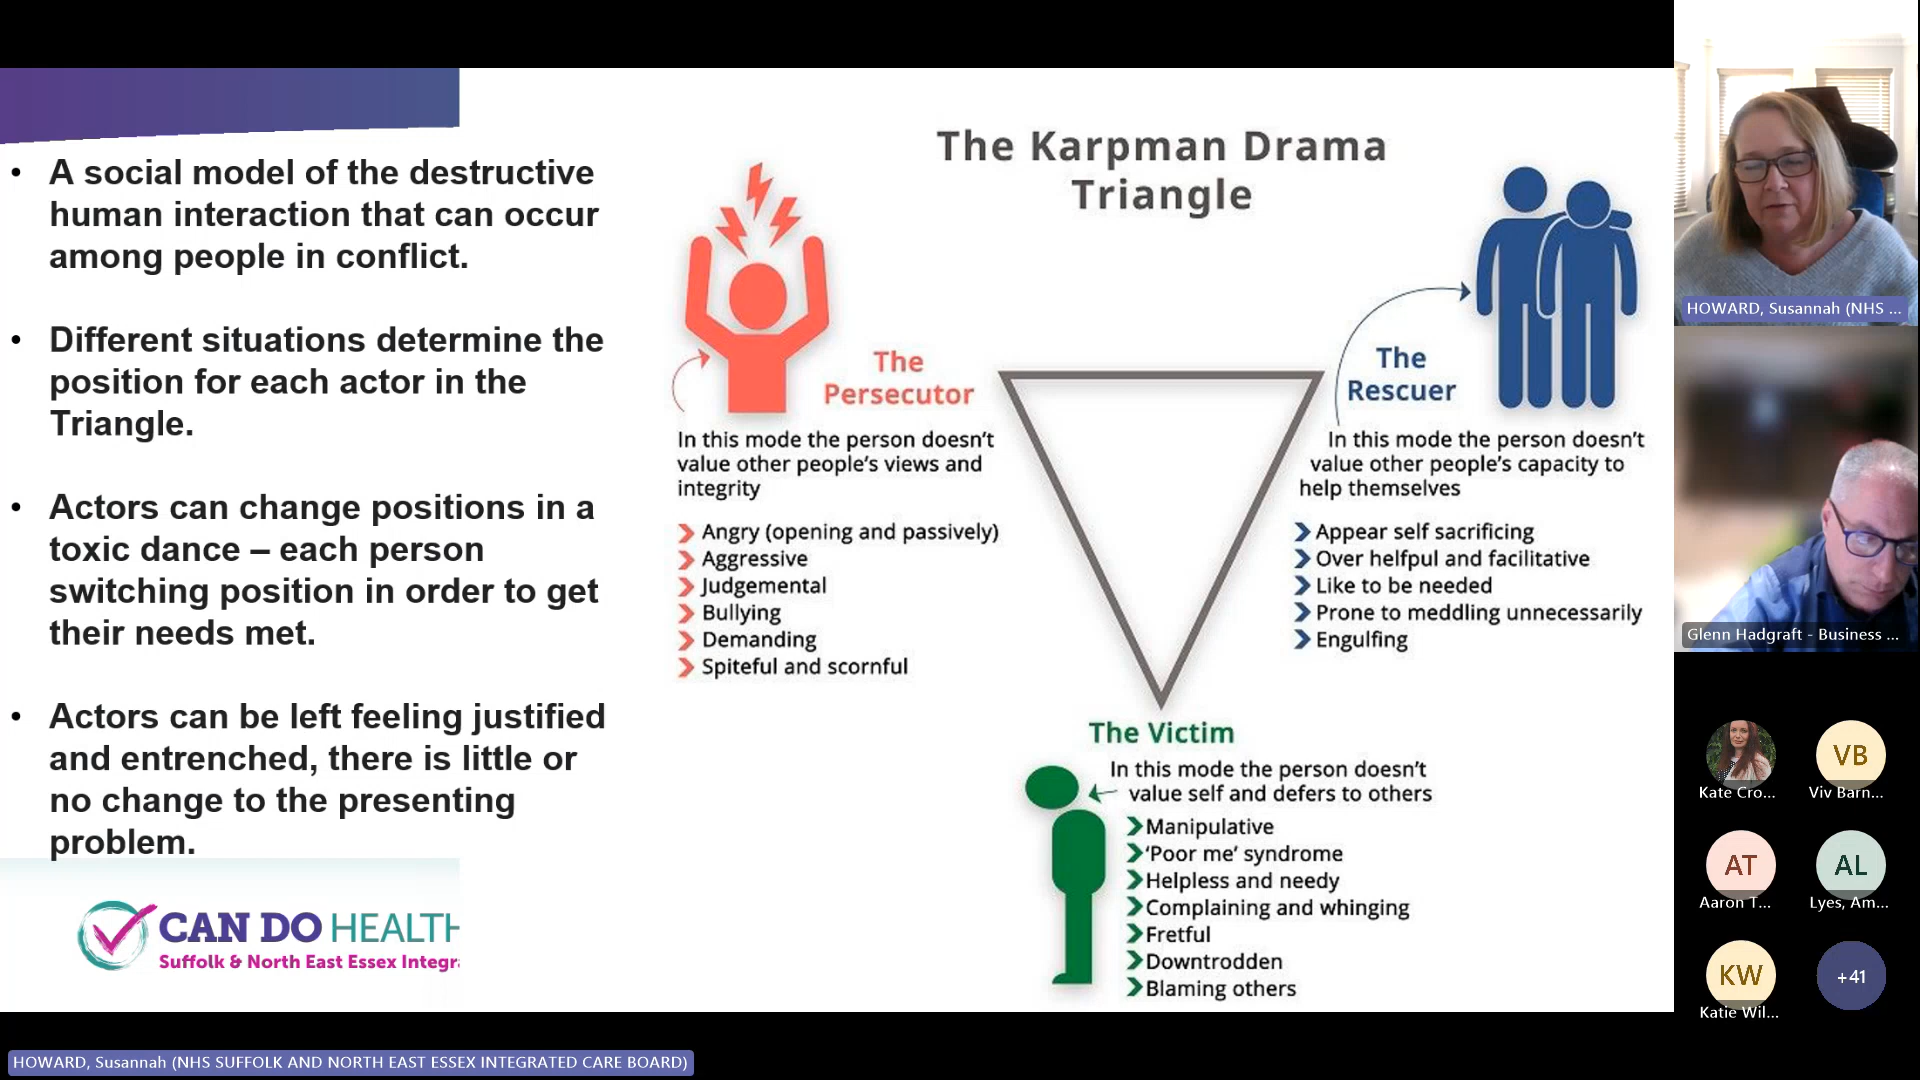 A social model of the destructive
human interaction that can occur
among people in conflict.
Different situations determine the
position for each actor in the
Triangle.
Actors can change positions in a
toxic dance – each person
switching position in order to get
their needs met.
Actors can be left feeling justified
and entrenched, there is little or
no change to the presenting
problem.
CAN DO HEALTH
Suffolk & North East Essex Integr
The Karpman Drama
Triangle
The
Persecutor
In this mode the person doesn't
value other people's views and
integrity
Angry (opening and passively)
Aggressive
Judgemental
Bullying
Demanding
Spiteful and scornful
The
Rescuer
In this mode the person doesn't
value other people's capacity to
help themselves
Appear self sacrificing
Over helfpul and facilitative
Like to be needed
Prone to meddling unnecessarily
Engulfing
The Victim
In this mode the person doesn't
value self and defers to others
Manipulative
'Poor me' syndrome
Helpless and needy
Complaining and whinging
Fretful
Downtrodden
Blaming others
HOWARD, Susannah (NHS ...
Glenn Hadgraft - Business ...
Kate Cro...
VB
Viv Barn...
AT
Aaron T...
AL
Lyes, Am...
KW
Katie Wil...
+41
HOWARD, Susannah (NHS SUFFOLK AND NORTH EAST ESSEX INTEGRATED CARE BOARD)